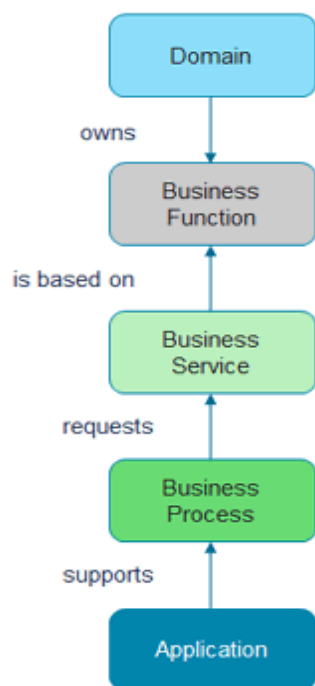 Domain
owns
Business
Function
is based on
Business
Service
requests
Business
Process
supports
Application